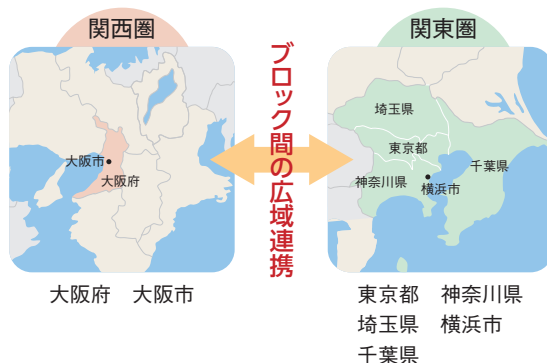 関西圏
大阪市
大阪府
大阪府　大阪市
ブロック間の広域連携
関東圏
埼玉県
東京都
千葉県
神奈川県
横浜市
東京都　神奈川県
埼玉県　横浜市
千葉県